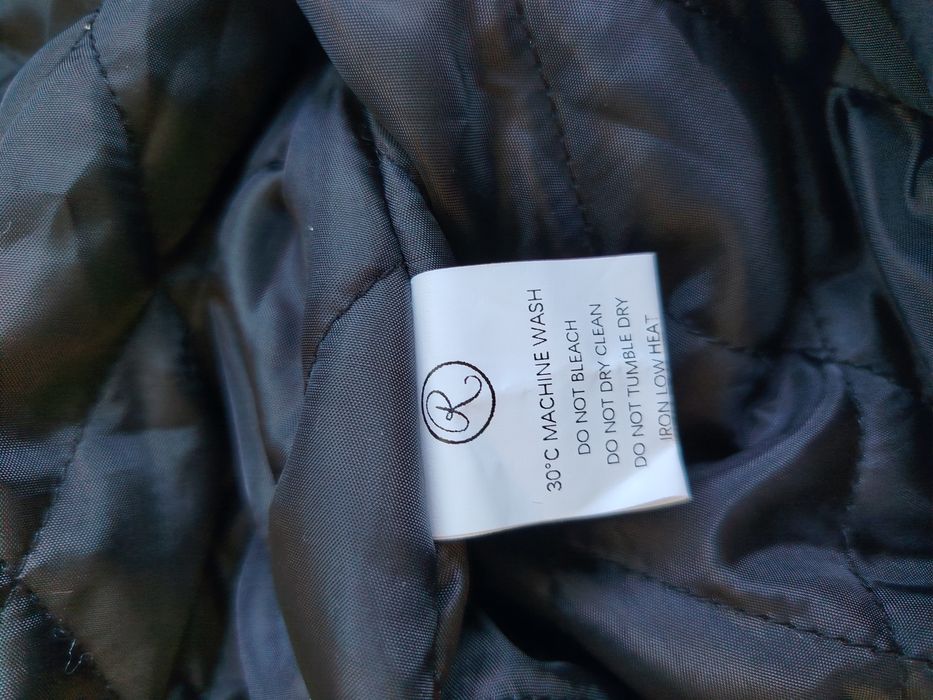 R
30°C MACHINE WASH
DO NOT BLEACH
DO NOT DRY CLEAN
DO NOT TUMBLE DRY
IRON LOW HEAT